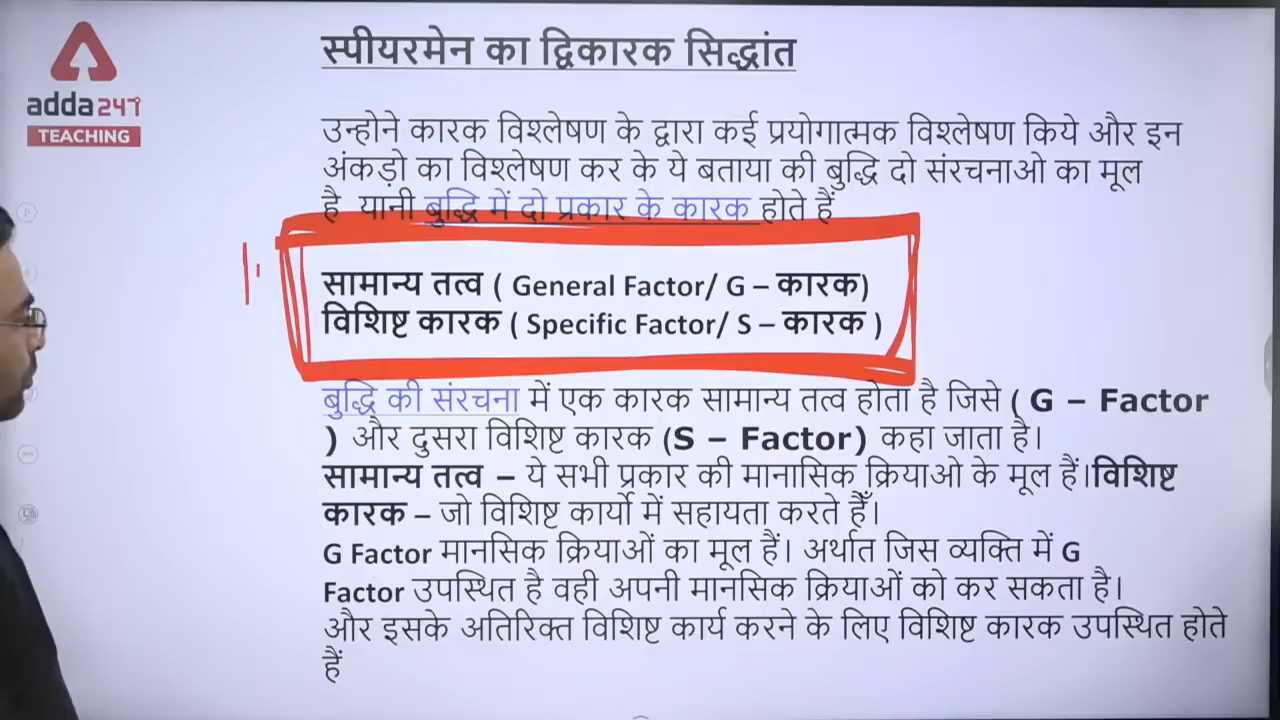 adda247
TEACHING
स्पीयरमेन का द्विकारक सिद्धांत
उन्होने कारक विश्लेषण के द्वारा कई प्रयोगात्मक विश्लेषण किये और इन
अंकड़ो का विश्लेषण कर के ये बताया की बुद्धि दो संरचनाओ का मूल
है यानी बुद्धि में दो प्रकार के कारक होते हैं
सामान्य तत्व ( General Factor/ G – कारक)
विशिष्ट कारक ( Specific Factor/ S – कारक )
बुद्धि की संरचना में एक कारक सामान्य तत्व होता है जिसे ( G – Factor
) और दुसरा विशिष्ट कारक (S – Factor) कहा जाता है।
सामान्य तत्व – ये सभी प्रकार की मानासिक क्रियाओ के मूल हैं।विशिष्ट
कारक – जो विशिष्ट कार्यो में सहायता करते हैँ।
G Factor मानसिक क्रियाओं का मूल हैं। अर्थात जिस व्यक्ति में G
Factor उपस्थित है वही अपनी मानसिक क्रियाओं को कर सकता है।
और इसके अतिरिक्त विशिष्ट कार्य करने के लिए विशिष्ट कारक उपस्थित होते
हैं